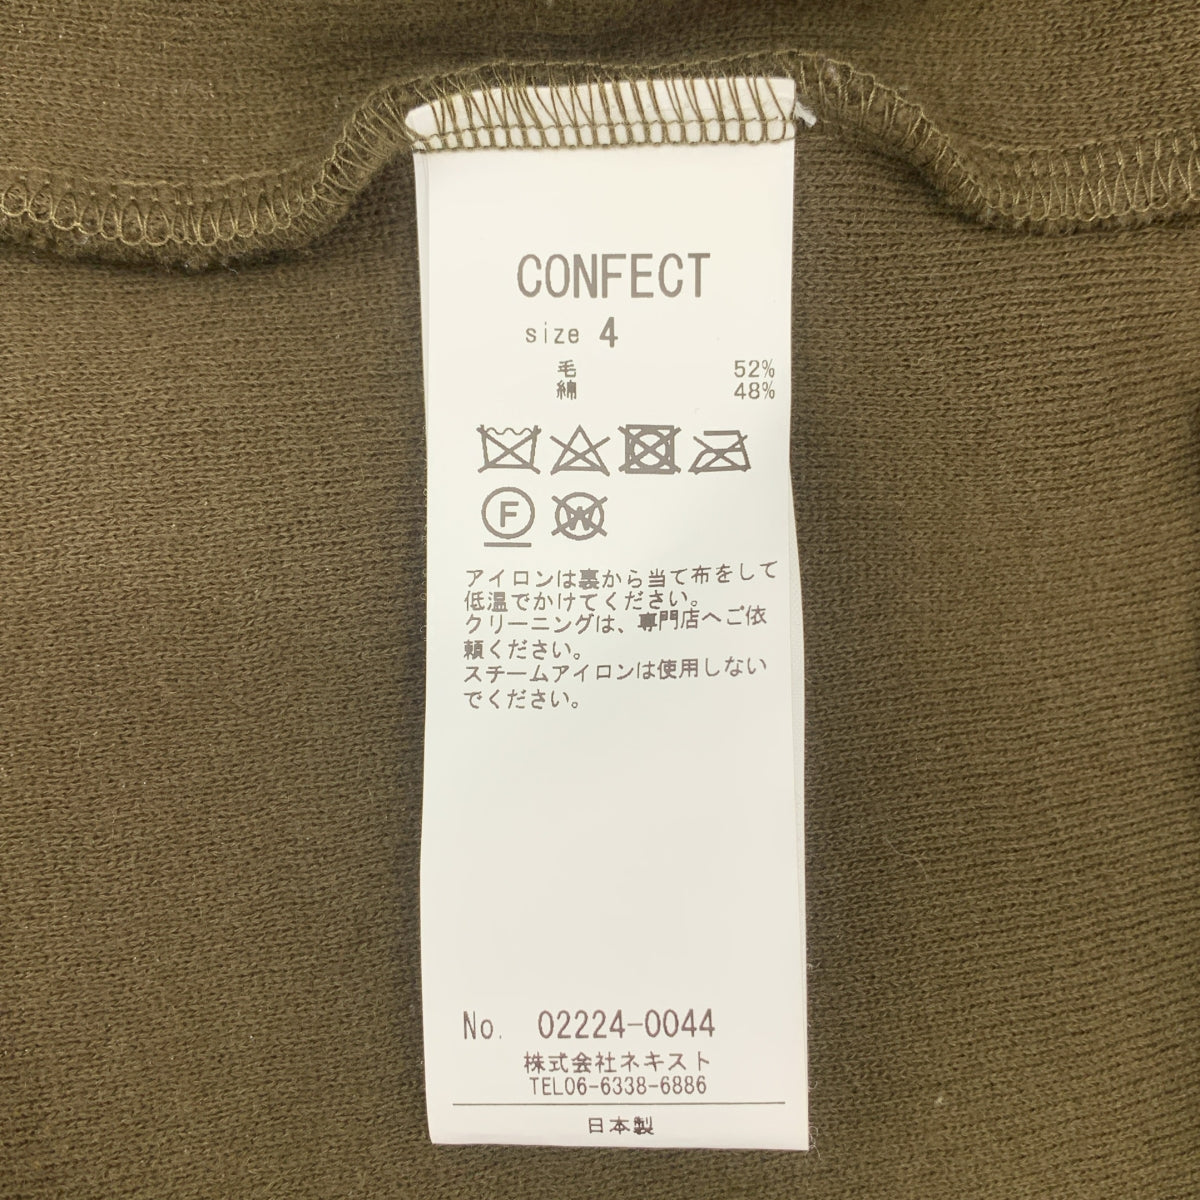 CONFECT
size 4
毛 52%
綿 48%
F
W
アイロンは裏から当て布をして
低温でかけてください。
クリーニングは、専門店へご依
頼ください。
スチームアイロンは使用しない
でください。
No. 02224-0044
株式会社ネキスト
TEL06-6338-6886
日本製